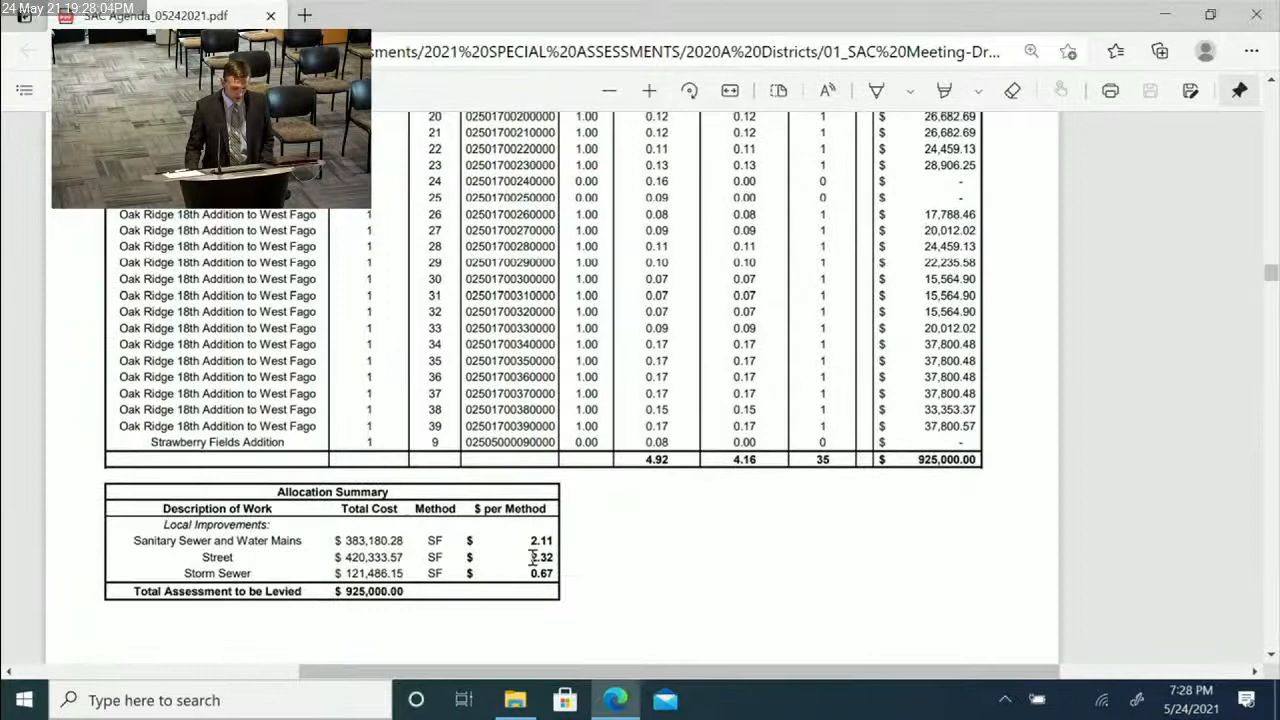 24 May 21 19:28:04PM
SAC Agenda_05242021.pdf
sments/2021%20SPECIAL%20ASSESSMENTS/2020A%20Districts/01_SAC%20Meeting-Dr...
20 02501700200000 1.00 0.12 0.12 1 $ 26,682.69
21 02501700210000 1.00 0.12 0.12 1 $ 26,682.69
22 02501700220000 1.00 0.11 0.11 1 $ 24,459.13
23 02501700230000 1.00 0.13 0.13 1 $ 28,906.25
24 02501700240000 0.00 0.16 0.00 0 $ -
25 02501700250000 0.00 0.09 0.00 0 $ -
Oak Ridge 18th Addition to West Fago 1 26 02501700260000 1.00 0.08 0.08 1 $ 17,788.46
Oak Ridge 18th Addition to West Fago 1 27 02501700270000 1.00 0.09 0.09 1 $ 20,012.02
Oak Ridge 18th Addition to West Fago 1 28 02501700280000 1.00 0.11 0.11 1 $ 24,459.13
Oak Ridge 18th Addition to West Fago 1 29 02501700290000 1.00 0.10 0.10 1 $ 22,235.58
Oak Ridge 18th Addition to West Fago 1 30 02501700300000 1.00 0.07 0.07 1 $ 15,564.90
Oak Ridge 18th Addition to West Fago 1 31 02501700310000 1.00 0.07 0.07 1 $ 15,564.90
Oak Ridge 18th Addition to West Fago 1 32 02501700320000 1.00 0.07 0.07 1 $ 15,564.90
Oak Ridge 18th Addition to West Fago 1 33 02501700330000 1.00 0.09 0.09 1 $ 20,012.02
Oak Ridge 18th Addition to West Fago 1 34 02501700340000 1.00 0.17 0.17 1 $ 37,800.48
Oak Ridge 18th Addition to West Fago 1 35 02501700350000 1.00 0.17 0.17 1 $ 37,800.48
Oak Ridge 18th Addition to West Fago 1 36 02501700360000 1.00 0.17 0.17 1 $ 37,800.48
Oak Ridge 18th Addition to West Fago 1 37 02501700370000 1.00 0.17 0.17 1 $ 37,800.48
Oak Ridge 18th Addition to West Fago 1 38 02501700380000 1.00 0.15 0.15 1 $ 33,353.37
Oak Ridge 18th Addition to West Fago 1 39 02501700390000 1.00 0.17 0.17 1 $ 37,800.57
Strawberry Fields Addition 1 9 02505000090000 0.00 0.08 0.00 0 $ -
4.92 4.16 35 $ 925,000.00
Allocation Summary
Description of Work Total Cost Method $ per Method
Local Improvements:
Sanitary Sewer and Water Mains $ 383,180.28 SF $ 2.11
Street $ 420,333.57 SF $ 2.32
Storm Sewer $ 121,486.15 SF $ 0.67
Total Assessment to be Levied $ 925,000.00
Type here to search
7:28 PM
5/24/2021